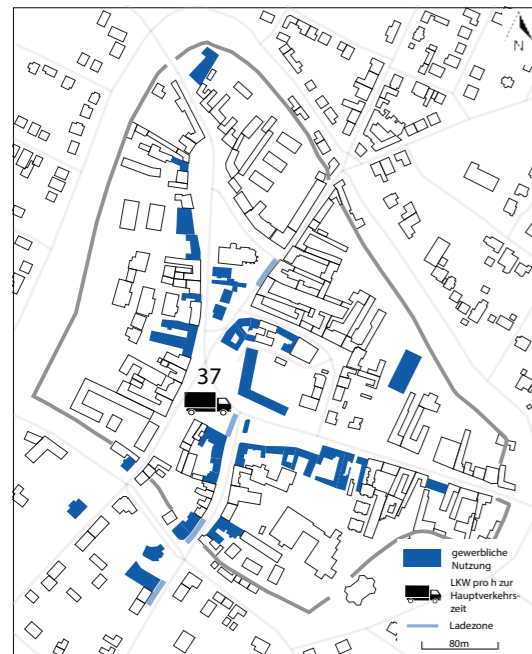 N
37
gewerbliche
Nutzung
LKW pro h zur
Hauptverkehrs-
zeit
Ladezone
80m